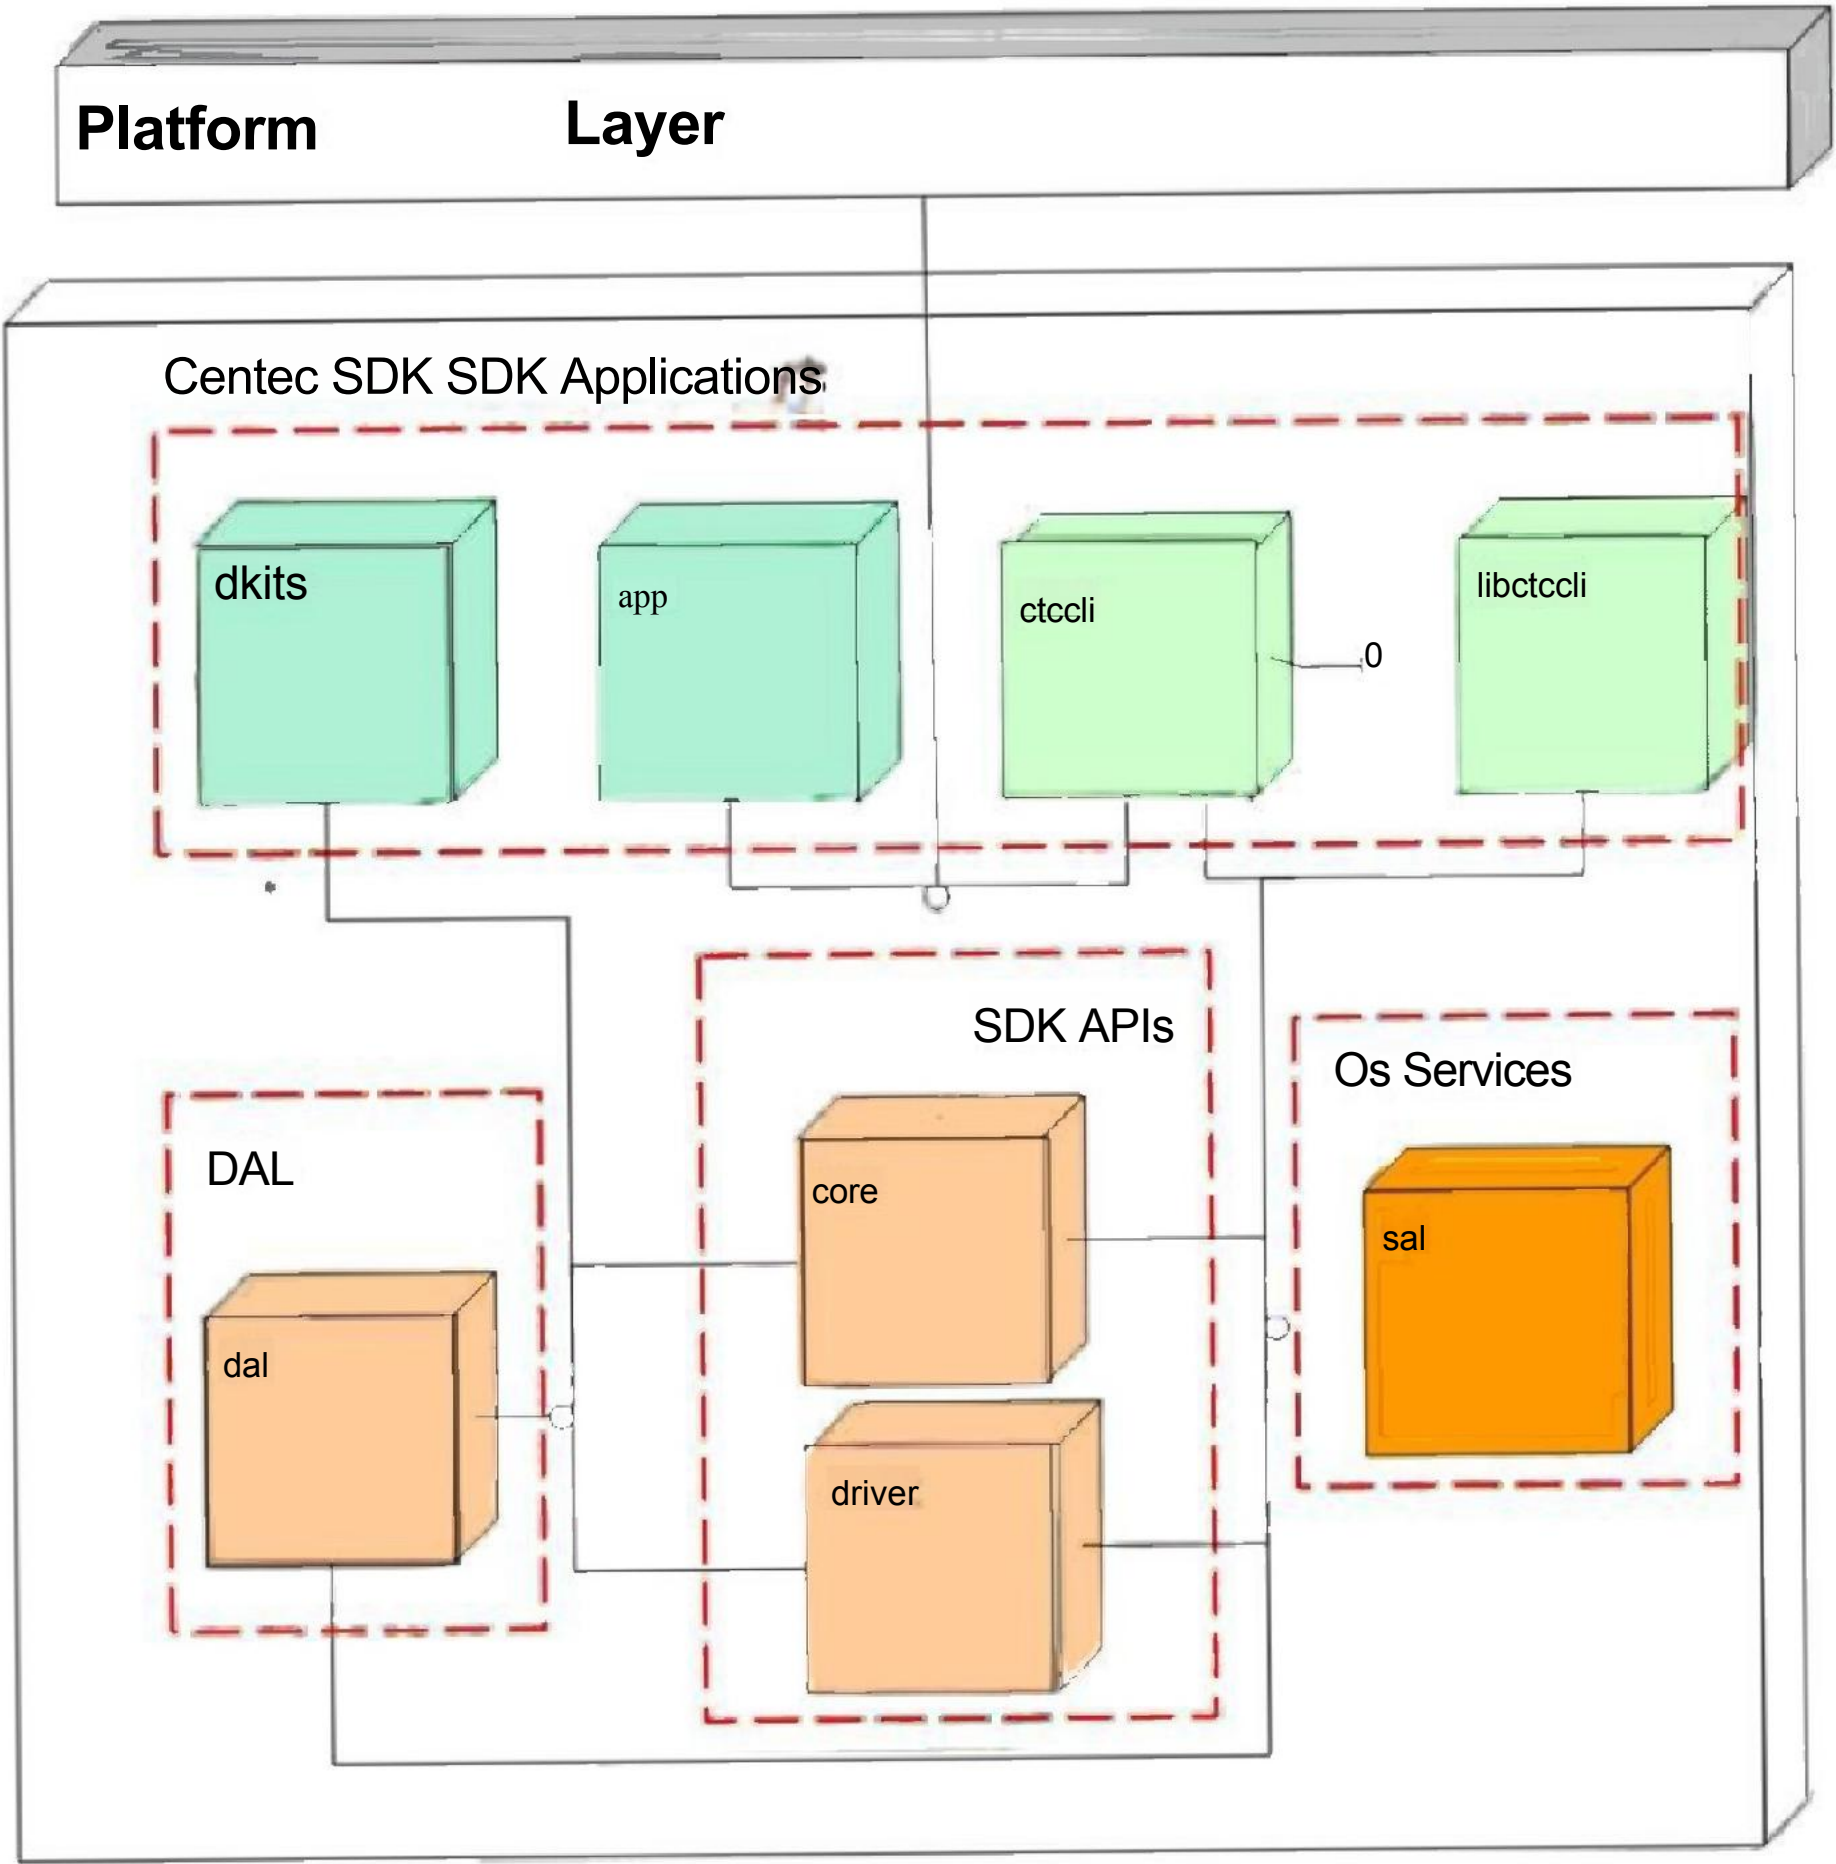 Platform Layer
Centec SDK SDK Applications
dkits
app
ctccli
libctccli
0
SDK APIs
Os Services
DAL
core
sal
dal
driver